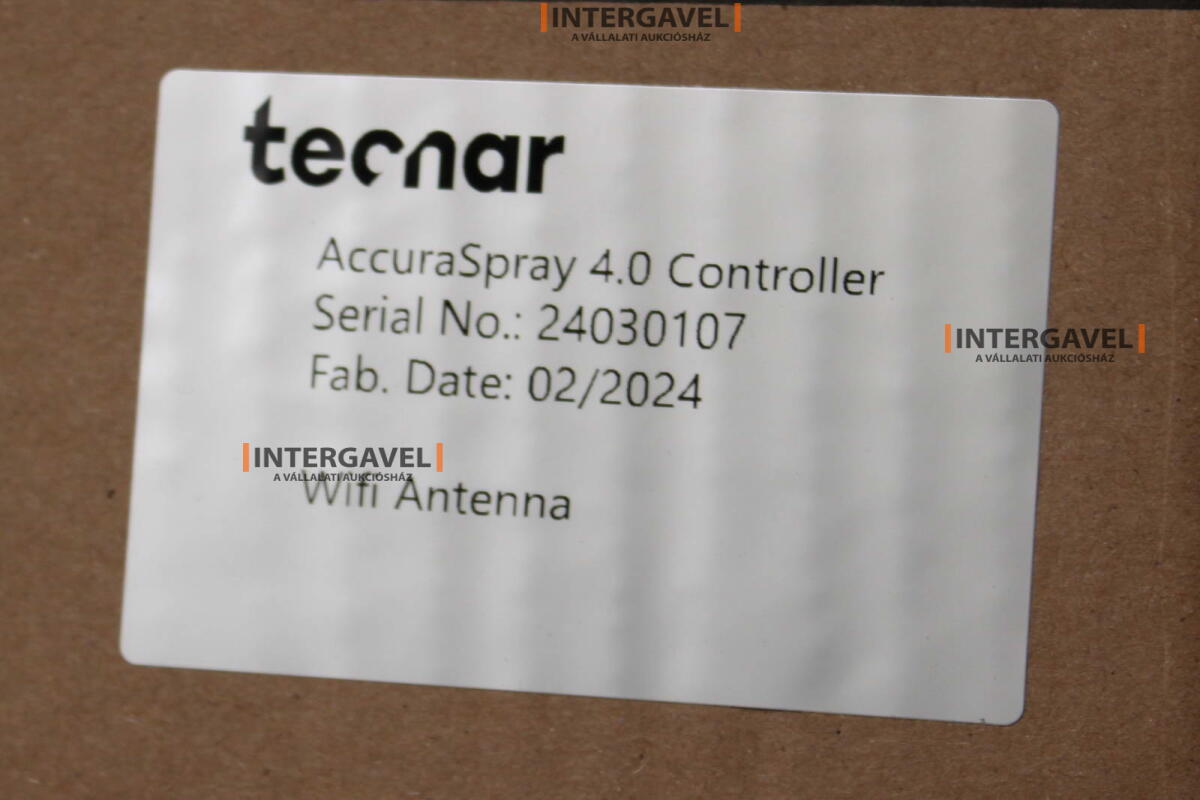 INTERGAVEL
A VÁLLALATI AUKCIÓSHÁZ
tecnar
AccuraSpray 4.0 Controller
Serial No.: 24030107
INTERGAVEL
A VÁLLALATI AUKCIÓSHÁZ
Fab. Date: 02/2024
INTERGAVEL
A VÁLLALATI AUKCIÓSHÁZ
Wifi Antenna